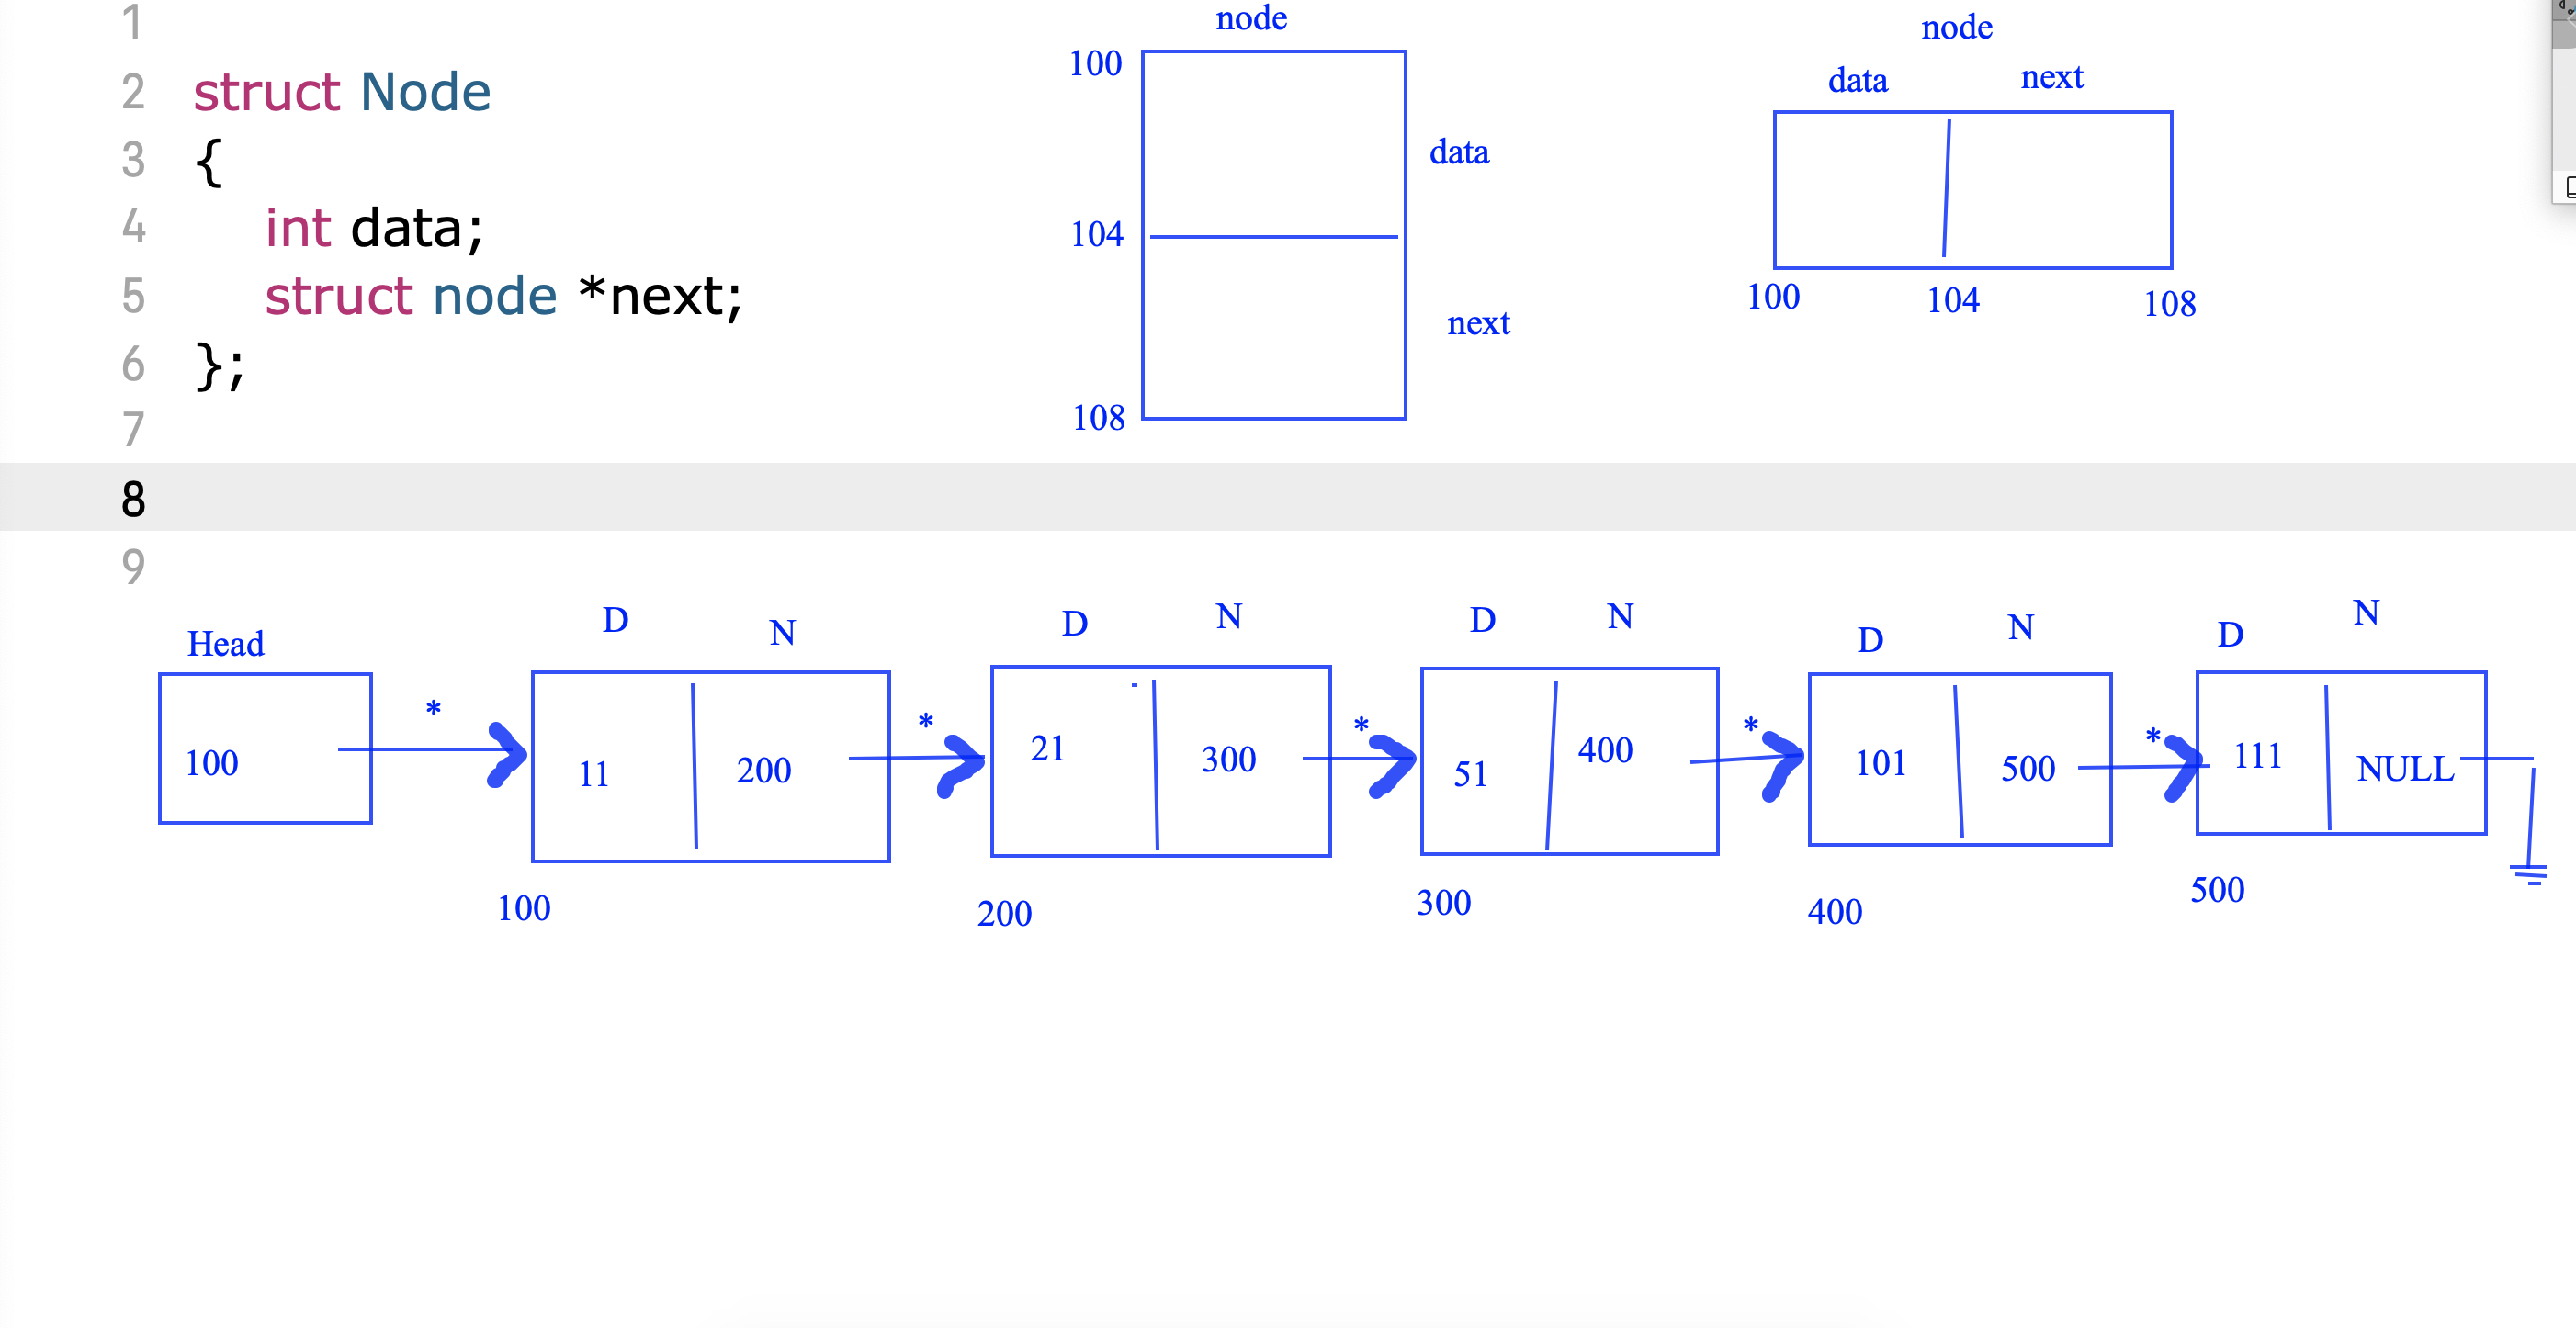 1
2 struct Node
3 {
4 int data;
5 struct node *next;
6 };
7
8
9
node
100
data
104
next
108
node
data next
100 104 108
Head
D N D N D N D N D N
* * * * *
100 11 200 21 300 51 400 101 500 111 NULL
100 200 300 400 500